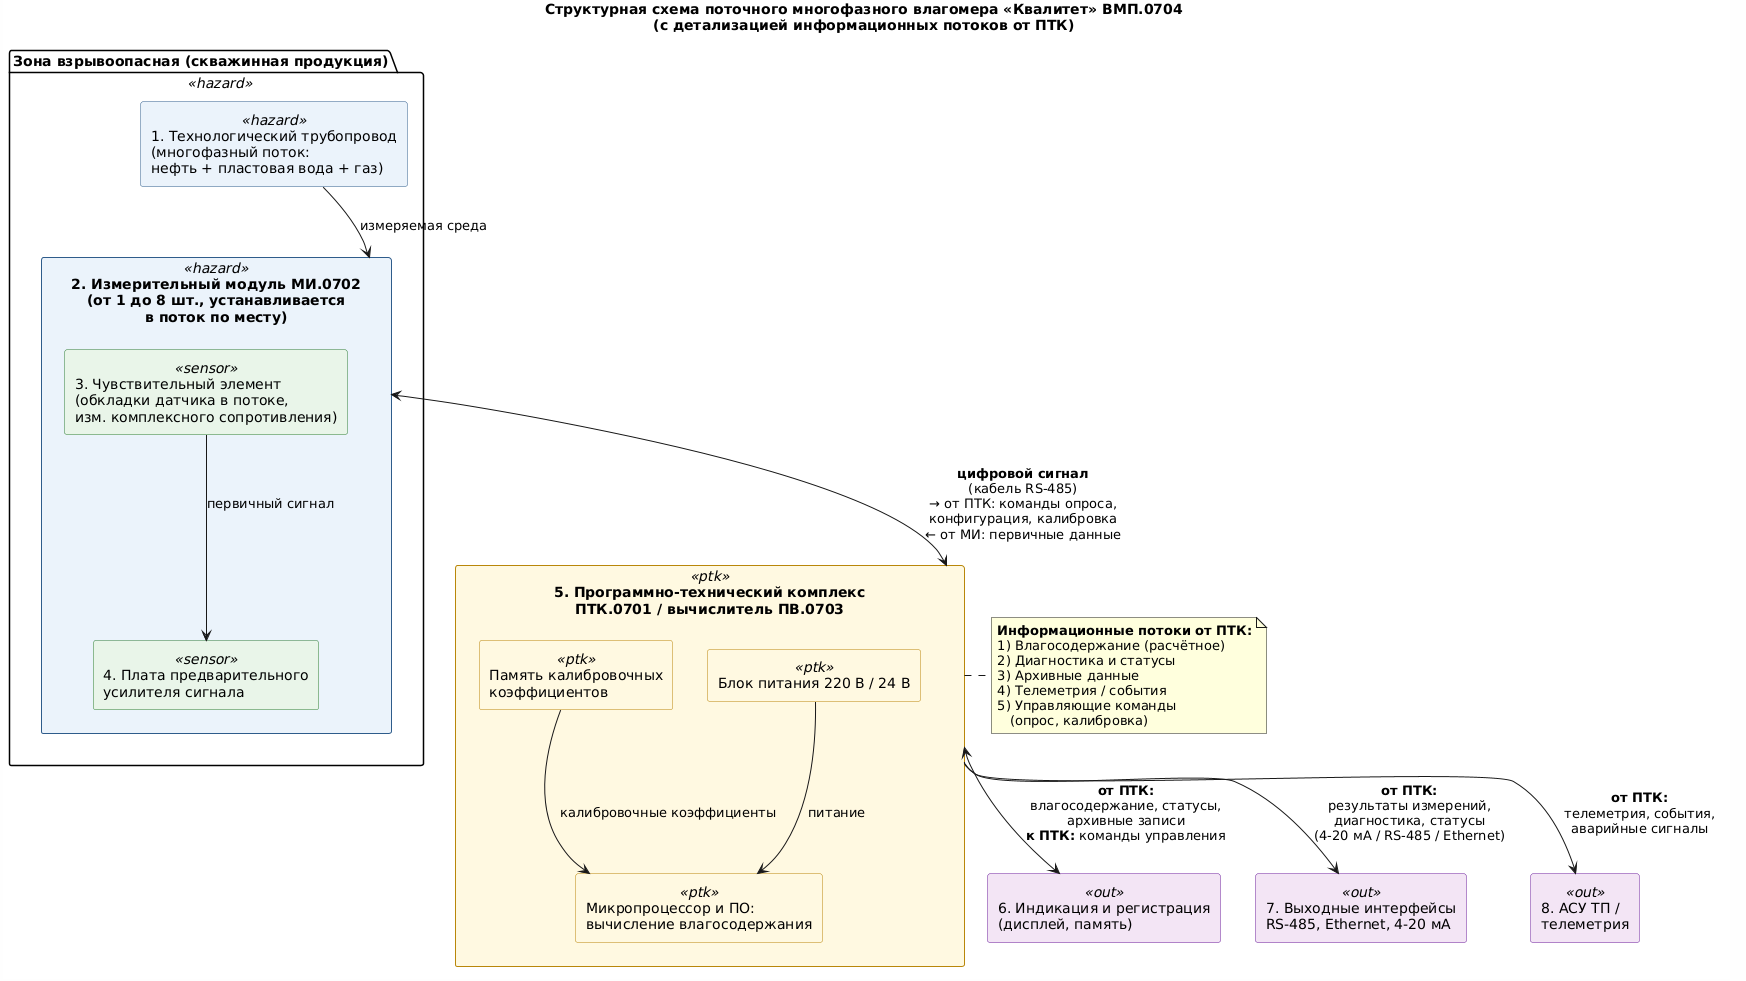 Структурная схема поточного многофазного влагомера «Квалитет» ВМП.0704
(с детализацией информационных потоков от ПТК)
Зона взрывоопасная (скважинная продукция)
«hazard»
«hazard»
1. Технологический трубопровод
(многофазный поток:
нефть + пластовая вода + газ)
измеряемая среда
«hazard»
2. Измерительный модуль МИ.0702
(от 1 до 8 шт., устанавливается
в поток по месту)
«sensor»
3. Чувствительный элемент
(обкладки датчика в потоке,
изм. комплексного сопротивления)
первичный сигнал
«sensor»
4. Плата предварительного
усилителя сигнала
цифровой сигнал
(кабель RS-485)
→ от ПТК: команды опроса,
конфигурация, калибровка
← от МИ: первичные данные
«ptk»
5. Программно-технический комплекс
ПТК.0701 / вычислитель ПВ.0703
«ptk»
Память калибровочных
коэффициентов
«ptk»
Блок питания 220 В / 24 В
калибровочные коэффициенты
питание
«ptk»
Микропроцессор и ПО:
вычисление влагосодержания
Информационные потоки от ПТК:
1) Влагосодержание (расчётное)
2) Диагностика и статусы
3) Архивные данные
4) Телеметрия / события
5) Управляющие команды
(опрос, калибровка)
от ПТК:
влагосодержание, статусы,
архивные записи
к ПТК: команды управления
от ПТК:
результаты измерений,
диагностика, статусы
(4-20 мА / RS-485 / Ethernet)
от ПТК:
телеметрия, события,
аварийные сигналы
«out»
6. Индикация и регистрация
(дисплей, память)
«out»
7. Выходные интерфейсы
RS-485, Ethernet, 4-20 мА
«out»
8. АСУ ТП /
телеметрия